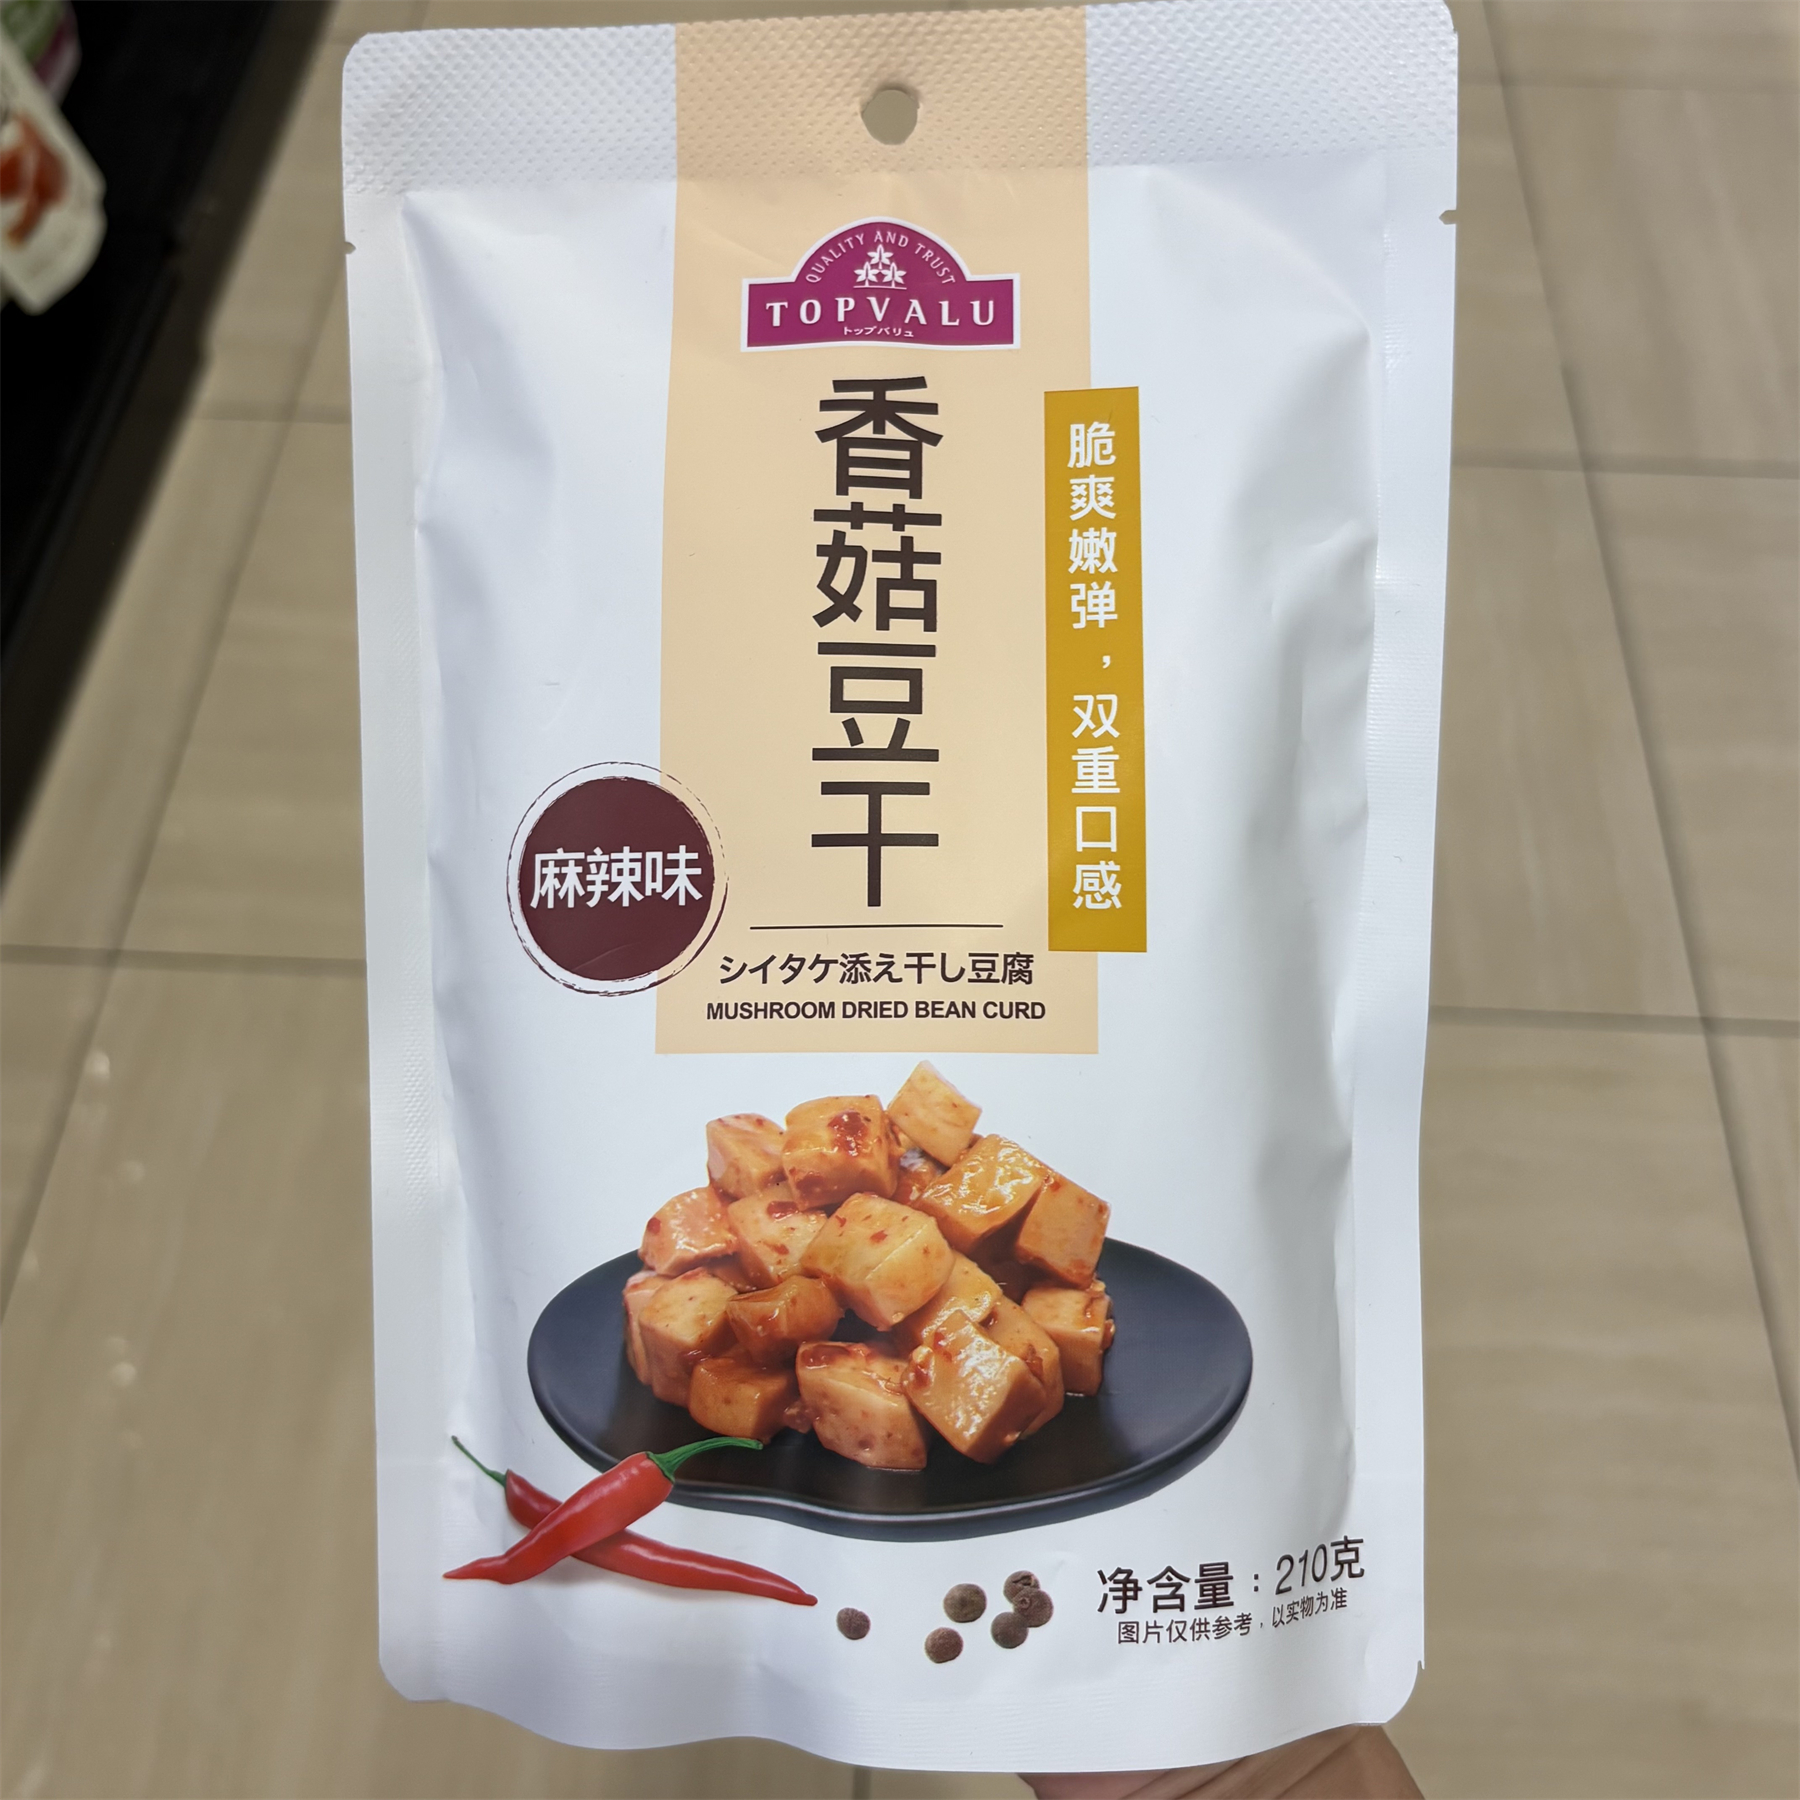 QUALITY AND TRUST
TOPVALU
トップバリュ
香菇豆干
脆爽嫩弹，双重口感
麻辣味
シイタケ添え干し豆腐
MUSHROOM DRIED BEAN CURD
净含量：210克
图片仅供参考，以实物为准